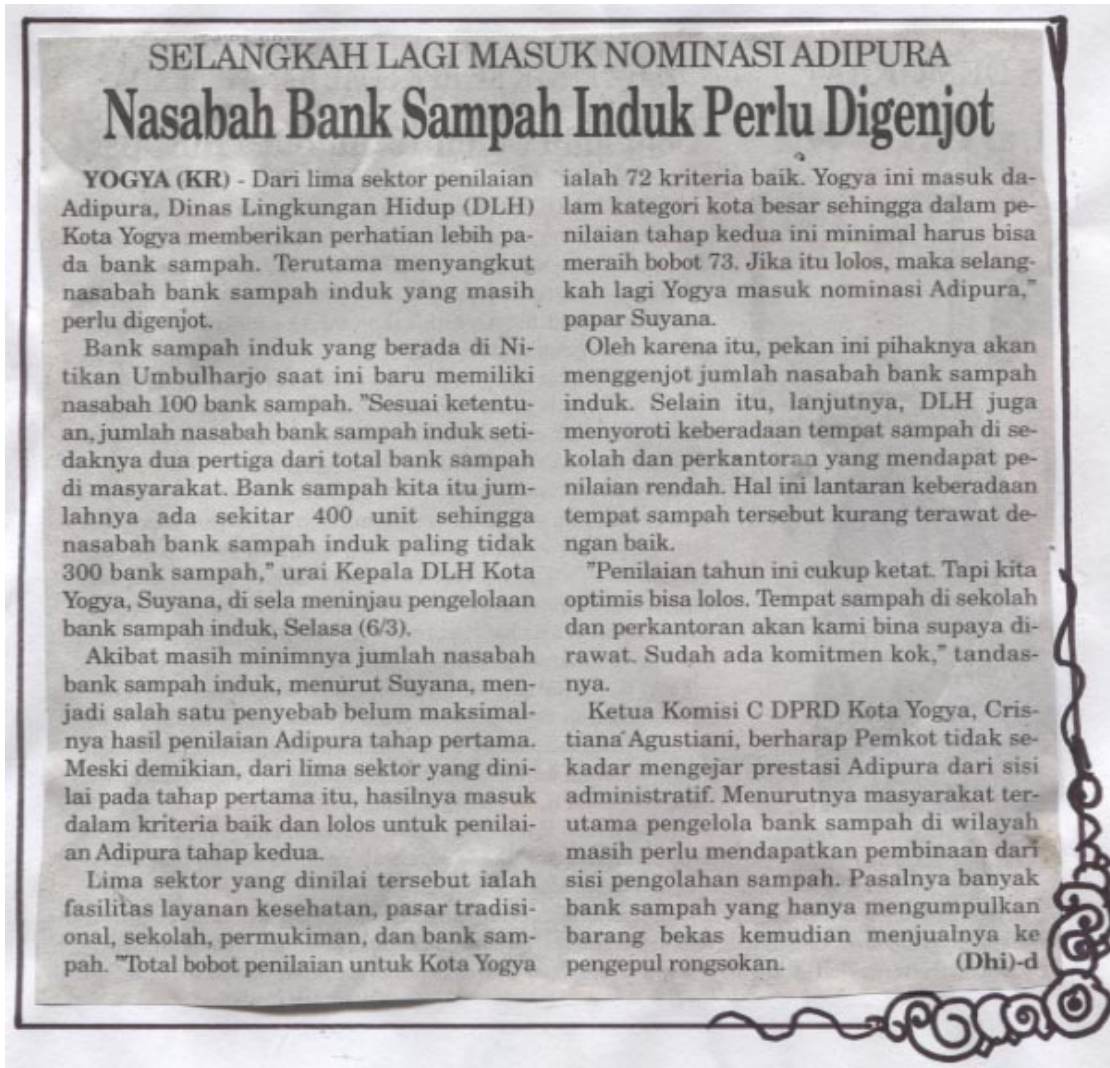 SELANGKAH LAGI MASUK NOMINASI ADIPURA
Nasabah Bank Sampah Induk Perlu Digenjot
YOGYA (KR) - Dari lima sektor penilaian
Adipura, Dinas Lingkungan Hidup (DLH)
Kota Yogya memberikan perhatian lebih pa-
da bank sampah. Terutama menyangkut
nasabah bank sampah induk yang masih
perlu digenjot.
Bank sampah induk yang berada di Ni-
tikan Umbulharjo saat ini baru memiliki
nasabah 100 bank sampah. "Sesuai ketentu-
an, jumlah nasabah bank sampah induk seti-
daknya dua pertiga dari total bank sampah
di masyarakat. Bank sampah kita itu jum-
lahnya ada sekitar 400 unit sehingga
nasabah bank sampah induk paling tidak
300 bank sampah," urai Kepala DLH Kota
Yogya, Suyana, di sela meninjau pengelolaan
bank sampah induk, Selasa (6/3).
Akibat masih minimnya jumlah nasabah
bank sampah induk, menurut Suyana, men-
jadi salah satu penyebab belum maksimal-
nya hasil penilaian Adipura tahap pertama.
Meski demikian, dari lima sektor yang dini-
lai pada tahap pertama itu, hasilnya masuk
dalam kriteria baik dan lolos untuk penilai-
an Adipura tahap kedua.
Lima sektor yang dinilai tersebut ialah
fasilitas layanan kesehatan, pasar tradisi-
onal, sekolah, permukiman, dan bank sam-
pah. "Total bobot penilaian untuk Kota Yogya
ialah 72 kriteria baik. Yogya ini masuk da-
lam kategori kota besar sehingga dalam pe-
nilaian tahap kedua ini minimal harus bisa
meraih bobot 73. Jika itu lolos, maka selang-
kah lagi Yogya masuk nominasi Adipura,"
papar Suyana.
Oleh karena itu, pekan ini pihaknya akan
menggenjot jumlah nasabah bank sampah
induk. Selain itu, lanjutnya, DLH juga
menyoroti keberadaan tempat sampah di se-
kolah dan perkantoran yang mendapat pe-
nilaian rendah. Hal ini lantaran keberadaan
tempat sampah tersebut kurang terawat de-
ngan baik.
"Penilaian tahun ini cukup ketat. Tapi kita
optimis bisa lolos. Tempat sampah di sekolah
dan perkantoran akan kami bina supaya di-
rawat. Sudah ada komitmen kok," tandas-
nya.
Ketua Komisi C DPRD Kota Yogya, Cris-
tiana Agustiani, berharap Pemkot tidak se-
kadar mengejar prestasi Adipura dari sisi
administratif. Menurutnya masyarakat ter-
utama pengelola bank sampah di wilayah
masih perlu mendapatkan pembinaan dari
sisi pengolahan sampah. Pasalnya banyak
bank sampah yang hanya mengumpulkan
barang bekas kemudian menjualnya ke
pengepul rongsokan. (Dhi)-d